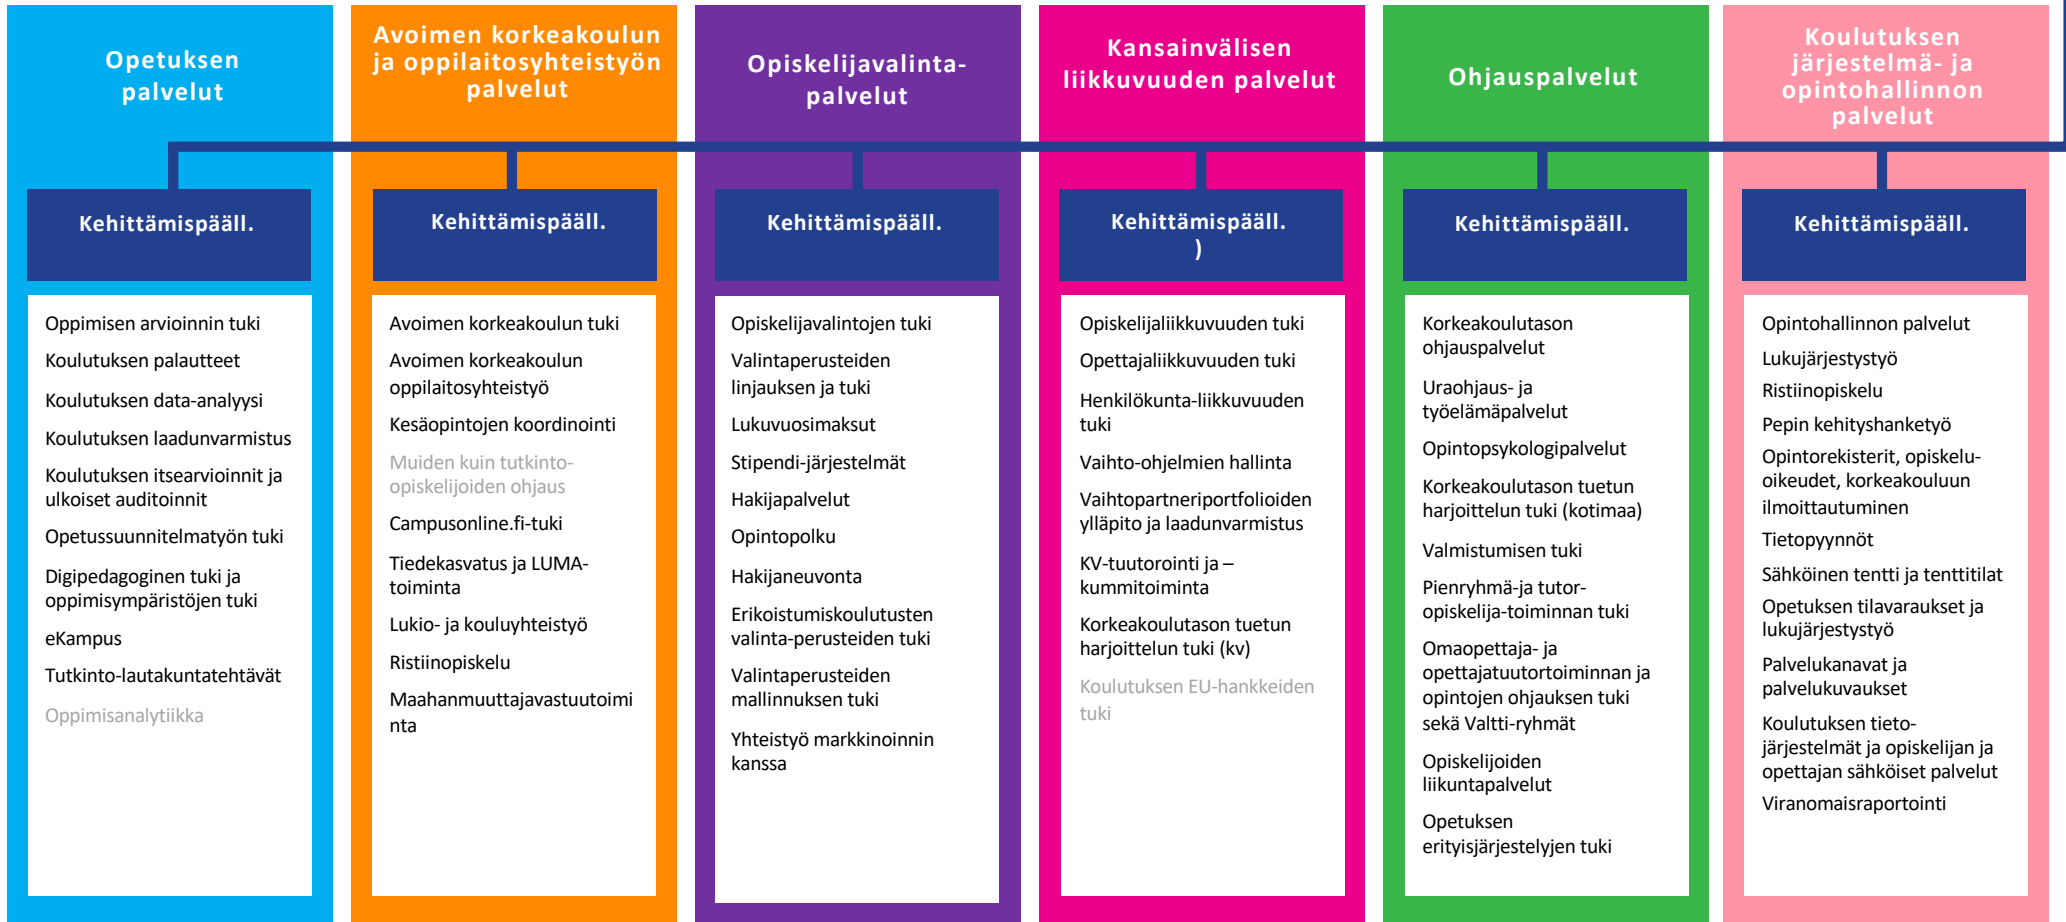 Opetuksen
palvelut
Kehittämispääll.
Oppimisen arvioinnin tuki
Koulutuksen palautteet
Koulutuksen data-analyysi
Koulutuksen laadunvarmistus
Koulutuksen itsearvioinnit ja
ulkoiset auditoinnit
Opetussuunnitelmatyön tuki
Digipedagoginen tuki ja
oppimisympäristöjen tuki
eKampus
Tutkinto-lautakuntatehtävät
Oppimisanalytiikka
Avoimen korkeakoulun
ja oppilaitosyhteistyön
palvelut
Kehittämispääll.
Avoimen korkeakoulun tuki
Avoimen korkeakoulun
oppilaitosyhteistyö
Kesäopintojen koordinointi
Muiden kuin tutkinto-
opiskelijoiden ohjaus
Campusonline.fi-tuki
Tiedekasvatus ja LUMA-
toiminta
Lukio- ja kouluyhteistyö
Ristiinopiskelu
Maahanmuuttajavastuutoimi
nta
Opiskelijavalinta-
palvelut
Kehittämispääll.
Opiskelijavalintojen tuki
Valintaperusteiden
linjauksen ja tuki
Lukuvuosimaksut
Stipendi-järjestelmät
Hakijapalvelut
Opintopolku
Hakijaneuvonta
Erikoistumiskoulutusten
valinta-perusteiden tuki
Valintaperusteiden
mallinnuksen tuki
Yhteistyö markkinoinnin
kanssa
Kansainvälisen
liikkuvuuden palvelut
Kehittämispääll.
)
Opiskelijaliikkuvuuden tuki
Opettajaliikkuvuuden tuki
Henkilökunta-liikkuvuuden
tuki
Vaihto-ohjelmien hallinta
Vaihtopartneriportfolioiden
ylläpito ja laadunvarmistus
KV-tuutorointi ja –
kummitoiminta
Korkeakoulutason tuetun
harjoittelun tuki (kv)
Koulutuksen EU-hankkeiden
tuki
Ohjauspalvelut
Kehittämispääll.
Korkeakoulutason
ohjauspalvelut
Uraohjaus- ja
työelämäpalvelut
Opintopsykologipalvelut
Korkeakoulutason tuetun
harjoittelun tuki (kotimaa)
Valmistumisen tuki
Pienryhmä-ja tutor-
opiskelija-toiminnan tuki
Omaopettaja- ja
opettajatuutortoiminnan ja
opintojen ohjauksen tuki
sekä Valtti-ryhmät
Opiskelijoiden
liikuntapalvelut
Opetuksen
erityisjärjestelyjen tuki
Koulutuksen
järjestelmä- ja
opintohallinnon
palvelut
Kehittämispääll.
Opintohallinnon palvelut
Lukujärjestystyö
Ristiinopiskelu
Pepin kehityshanketyö
Opintorekisterit, opiskelu-
oikeudet, korkeakouluun
ilmoittautuminen
Tietopyynnöt
Sähköinen tentti ja tenttitilat
Opetuksen tilavaraukset ja
lukujärjestystyö
Palvelukanavat ja
palvelukuvaukset
Koulutuksen tieto-
järjestelmät ja opiskelijan ja
opettajan sähköiset palvelut
Viranomaisraportointi